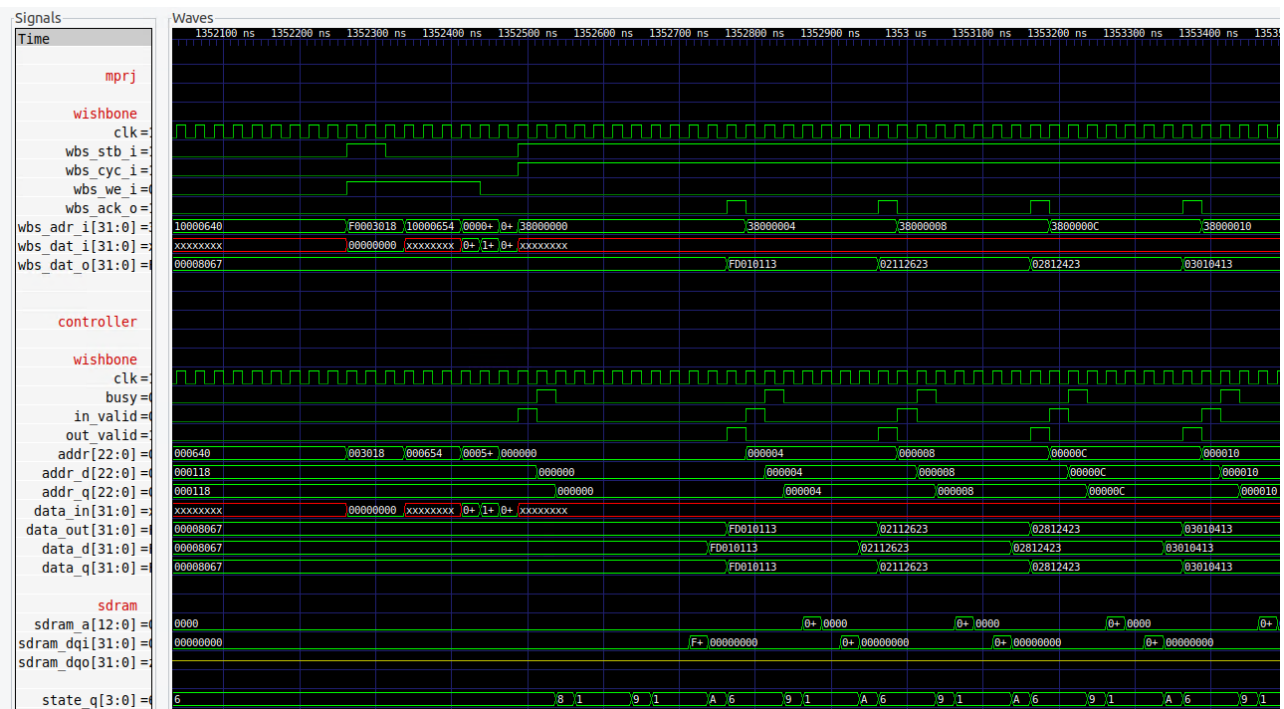 Signals Waves
Time 1352100 ns 1352200 ns 1352300 ns 1352400 ns 1352500 ns 1352600 ns 1352700 ns 1352800 ns 1352900 ns 1353 us 1353100 ns 1353200 ns 1353300 ns 1353400 ns 1353
mprj
wishbone
clk=
wbs_stb_i=
wbs_cyc_i=
wbs_we_i=
wbs_ack_o=
wbs_adr_i[31:0]= 10000640 F0003018 10000654 0000+ 0+ 38000000 38000004 38000008 3800000C 38000010
wbs_dat_i[31:0]= xxxxxxxx 00000000 xxxxxxxx 0+ 1+ 0+ xxxxxxxx
wbs_dat_o[31:0]= 00008067 FD010113 02112623 02812423 03010413
controller
wishbone
clk=
busy=
in_valid=
out_valid=
addr[22:0]= 000640 003018 000654 0005+ 000000 000004 000008 00000C 000010
addr_d[22:0]= 000118 000000 000004 000008 00000C 000010
addr_q[22:0]= 000118 000000 000004 000008 00000C 000010
data_in[31:0]= xxxxxxxx 00000000 xxxxxxxx 0+ 1+ 0+ xxxxxxxx
data_out[31:0]= 00008067 FD010113 02112623 02812423 03010413
data_d[31:0]= 00008067 FD010113 02112623 02812423 03010413
data_q[31:0]= 00008067 FD010113 02112623 02812423 03010413
sdram
sdram_a[12:0]= 0000 0+ 0000 0+ 0000 0+ 0000 0+
sdram_dqi[31:0]= 00000000 F+ 00000000 0+ 00000000 0+ 00000000 0+ 00000000
sdram_dqo[31:0]=
state_q[3:0]= 6 8 1 9 1 A 6 9 1 A 6 9 1 A 6 9 1 A 6 9 1